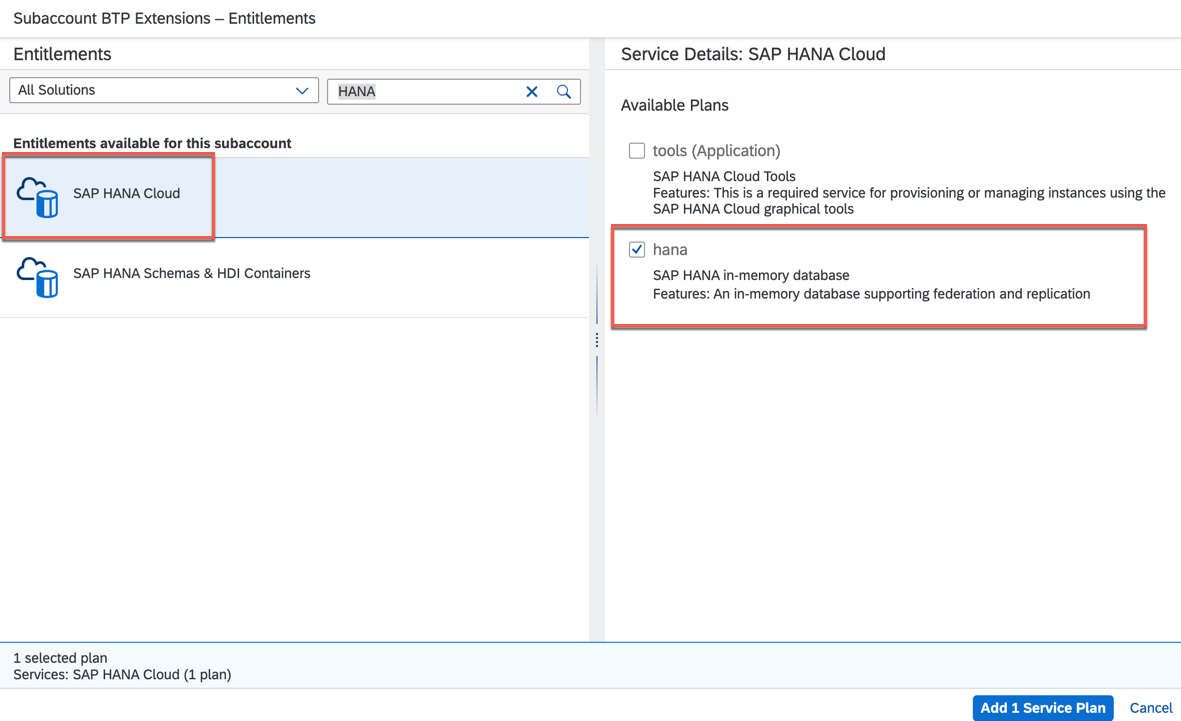 Subaccount BTP Extensions – Entitlements
Entitlements
All Solutions
HANA
Entitlements available for this subaccount
SAP HANA Cloud
SAP HANA Schemas & HDI Containers
Service Details: SAP HANA Cloud
Available Plans
tools (Application)
SAP HANA Cloud Tools
Features: This is a required service for provisioning or managing instances using the
SAP HANA Cloud graphical tools
hana
SAP HANA in-memory database
Features: An in-memory database supporting federation and replication
1 selected plan
Services: SAP HANA Cloud (1 plan)
Add 1 Service Plan
Cancel